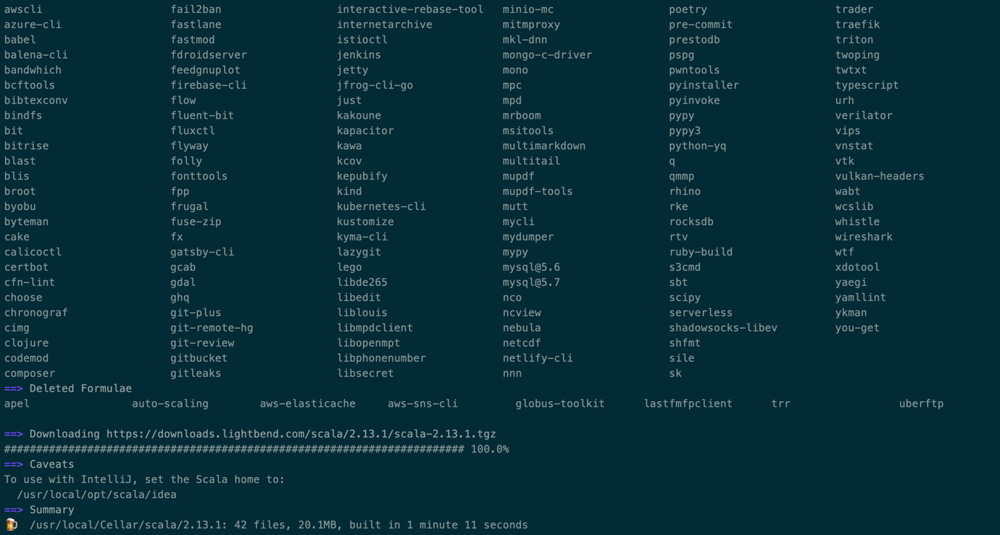 awscli fail2ban interactive-rebase-tool minio-mc poetry trader
azure-cli fastlane internetarchive mitmproxy pre-commit traefik
babel fastmod istioctl mkl-dnn prestodb triton
balena-cli fdroidserver jenkins mongo-c-driver pspg twoping
bandwhich feedgnuplot jetty mono pwntools twtxt
bcftools firebase-cli jfrog-cli-go mpc pyinstaller typescript
bibtexconv flow just mpd pyinvoke urh
bindfs fluent-bit kakoune mrboom pypy verilator
bit fluxctl kapacitor msitools pypy3 vips
bitrise flyway kawa multimarkdown python-yq vnstat
blast folly kcov multitail q vtk
blis fonttools kepubify mupdf qmmp vulkan-headers
broot fpp kind mupdf-tools rhino wabt
byobu frugal kubernetes-cli mutt rke wcslib
byteman fuse-zip kustomize mycli rocksdb whistle
cake fx kyma-cli mydumper rtv wireshark
calicoctl gatsby-cli lazygit mypy ruby-build wtf
certbot gcab lego mysql@5.6 s3cmd xdotool
cfn-lint gdal libde265 mysql@5.7 sbt yaegi
choose ghq libedit nco scipy yamllint
chronograf git-plus liblouis ncview serverless ykman
cimg git-remote-hg libmpdclient nebula shadowsocks-libev you-get
clojure git-review libopenmpt netcdf shfmt
codemod gitbucket libphonenumber netlify-cli sile
composer gitleaks libsecret nnn sk
==> Deleted Formulae
apel auto-scaling aws-elasticache aws-sns-cli globus-toolkit lastfmfpclient trr uberftp
==> Downloading https://downloads.lightbend.com/scala/2.13.1/scala-2.13.1.tgz
######################################################################## 100.0%
==> Caveats
To use with IntelliJ, set the Scala home to:
/usr/local/opt/scala/idea
==> Summary
🍺 /usr/local/Cellar/scala/2.13.1: 42 files, 20.1MB, built in 1 minute 11 seconds